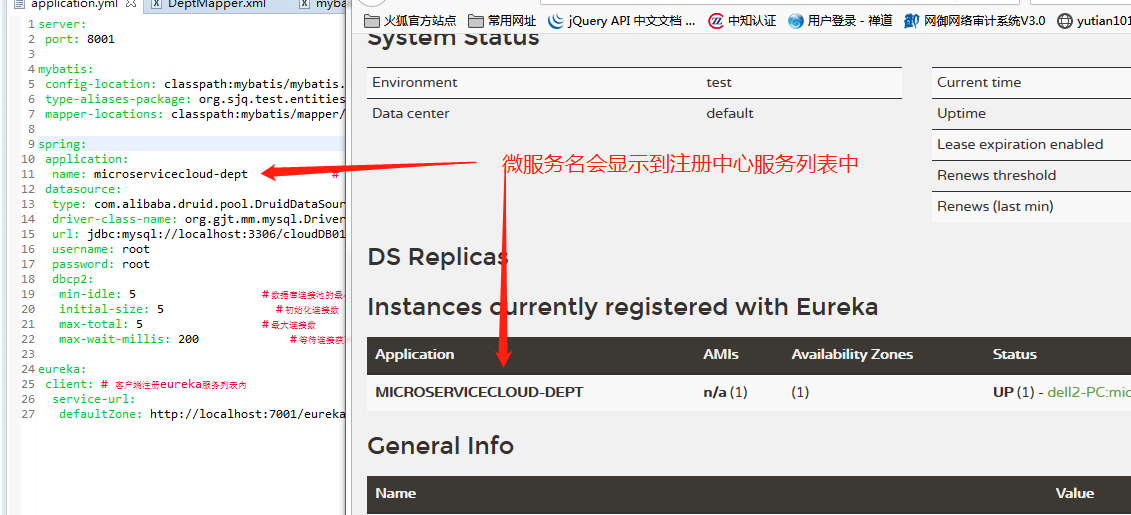 application.yml
DeptMapper.xml
myba
2 server:
3 port: 8001
3
4 mybatis:
5 config-location: classpath:mybatis/mybatis.
6 type-aliases-package: org.sjq.test.entities
7 mapper-locations: classpath:mybatis/mapper/
8
9 spring:
10 application:
11 name: microservicecloud-dept #
12 datasource:
13 type: com.alibaba.druid.pool.DruidDataSour
14 driver-class-name: org.gjt.mm.mysql.Driver
15 url: jdbc:mysql://localhost:3306/cloudDB01
16 username: root
17 password: root
18 dbcp2:
19 min-idle: 5 #数据库连接池的最
20 initial-size: 5 #初始化连接数
21 max-total: 5 #最大连接数
22 max-wait-millis: 200 #等待连接获
23
24 eureka:
25 client: # 客户端注册eureka服务列表内
26 service-url:
27 defaultZone: http://localhost:7001/eureka
火狐官方站点 常用网址 jQuery API 中文文档 ... 中知认证 用户登录 - 禅道 网御网络审计系统V3.0 yutian101
System Status
Environment test
Data center default
Current time
Uptime
Lease expiration enabled
Renews threshold
Renews (last min)
微服务名会显示到注册中心服务列表中
DS Replicas
Instances currently registered with Eureka
Application AMIs Availability Zones Status
MICROSERVICECLOUD-DEPT n/a (1) (1) UP (1) - dell2-PC:mic
General Info
Name Value